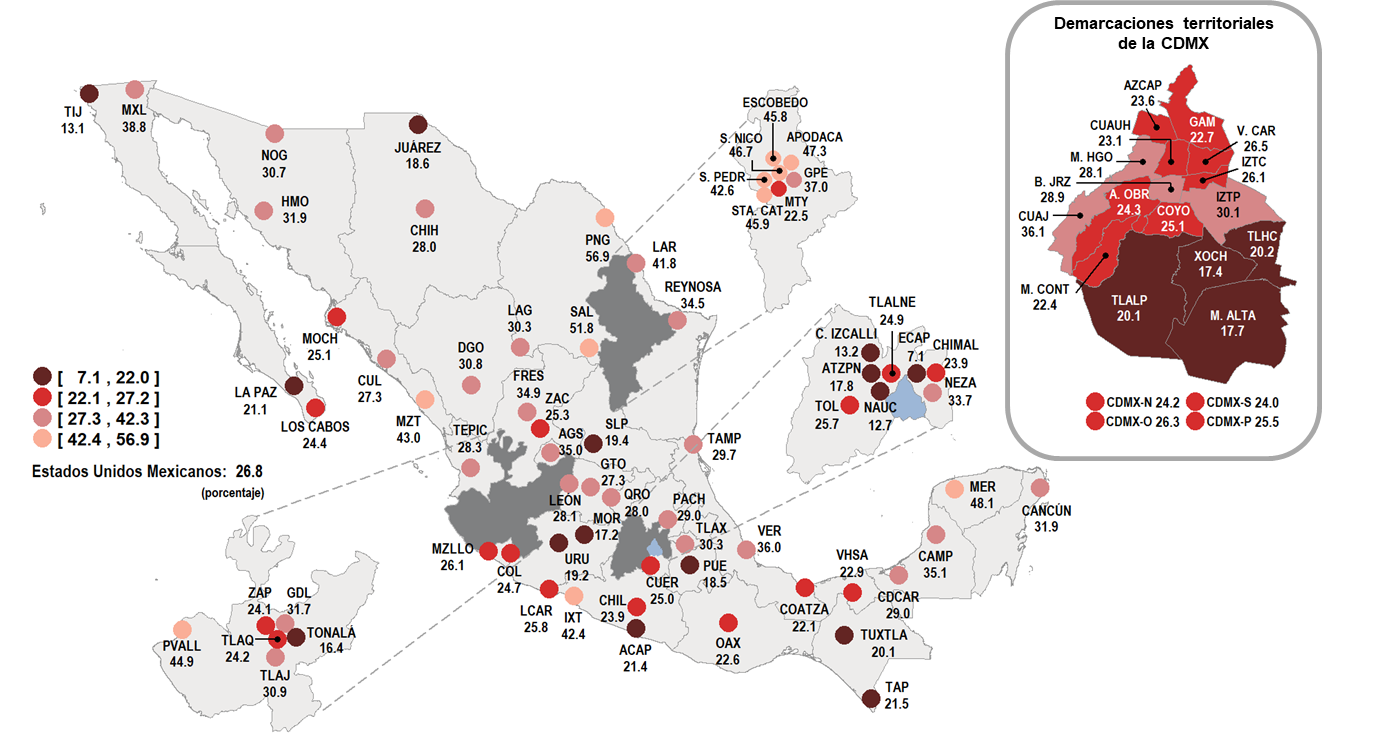 Demarcaciones territoriales
de la CDMX
AZCAP
23.6
GAM
22.7
CUAUH
23.1
V. CAR
26.5
M. HGO
28.1
IZTC
26.1
B. JRZ
28.9
A. OBR
24.3
IZTP
30.1
CUAJ
36.1
COYO
25.1
TLHC
20.2
XOCH
17.4
M. CONT
22.4
TLALP
20.1
M. ALTA
17.7
CDMX-N 24.2
CDMX-S 24.0
CDMX-O 26.3
CDMX-P 25.5
TIJ
13.1
MXL
38.8
NOG
30.7
JUÁREZ
18.6
HMO
31.9
CHIH
28.0
ESCOBEDO
45.8
S. NICO
46.7
APODACA
47.3
S. PEDR
42.6
GPE
37.0
MTY
22.5
STA. CAT
45.9
PNG
56.9
LAR
41.8
REYNOSA
34.5
SAL
51.8
LAG
30.3
MOCH
25.1
DGO
30.8
CUL
27.3
FRES
34.9
ZAC
25.3
LA PAZ
21.1
LOS CABOS
24.4
MZT
43.0
TEPIC
28.3
AGS
35.0
SLP
19.4
TAMP
29.7
GTO
27.3
LEÓN
28.1
QRO
28.0
PACH
29.0
MOR
17.2
TLAX
30.3
VER
36.0
URU
19.2
PUE
18.5
MZLLO
26.1
COL
24.7
CUER
25.0
LCAR
25.8
IXT
42.4
CHIL
23.9
ACAP
21.4
OAX
22.6
COATZA
22.1
VHSA
22.9
CDCAR
29.0
CAMP
35.1
MER
48.1
CANCÚN
31.9
TUXTLA
20.1
TAP
21.5
TLALNE
24.9
C. IZCALLI
13.2
ECAP
7.1
CHIMAL
23.9
ATZPN
17.8
NEZA
33.7
TOL
25.7
NAUC
12.7
[ 7.1 , 22.0 ]
[ 22.1 , 27.2 ]
[ 27.3 , 42.3 ]
[ 42.4 , 56.9 ]
Estados Unidos Mexicanos: 26.8
(porcentaje)
ZAP
24.1
GDL
31.7
PVALL
44.9
TLAQ
24.2
TONALÁ
16.4
TLAJ
30.9